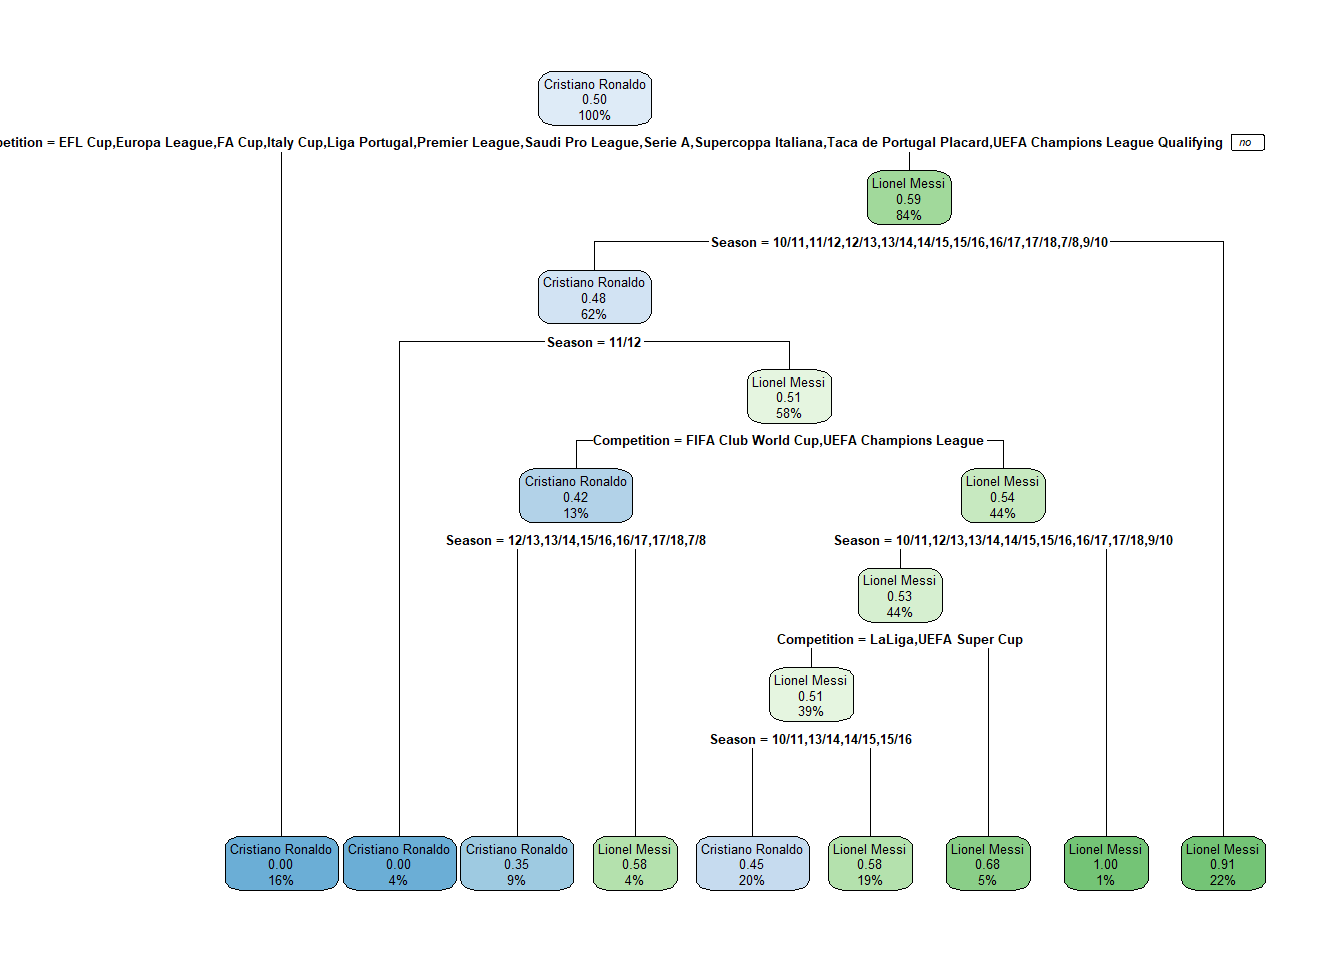 Cristiano Ronaldo
0.50
100%
= EFL Cup,Europa League,FA Cup,Italy Cup,Liga Portugal,Premier League,Saudi Pro League,Serie A,Supercoppa Italiana,Taca de Portugal Placard,UEFA Champions League Qualifying
no
Lionel Messi
0.59
84%
Season = 10/11,11/12,12/13,13/14,14/15,15/16,16/17,17/18,7/8,9/10
Cristiano Ronaldo
0.48
62%
Season = 11/12
Lionel Messi
0.51
58%
Competition = FIFA Club World Cup,UEFA Champions League
Cristiano Ronaldo
0.42
13%
Lionel Messi
0.54
44%
Season = 12/13,13/14,15/16,16/17,17/18,7/8
Season = 10/11,12/13,13/14,14/15,15/16,16/17,17/18,9/10
Lionel Messi
0.53
44%
Competition = LaLiga,UEFA Super Cup
Lionel Messi
0.51
39%
Season = 10/11,13/14,14/15,15/16
Cristiano Ronaldo
0.00
16%
Cristiano Ronaldo
0.00
4%
Cristiano Ronaldo
0.35
9%
Lionel Messi
0.58
4%
Cristiano Ronaldo
0.45
20%
Lionel Messi
0.58
19%
Lionel Messi
0.68
5%
Lionel Messi
1.00
1%
Lionel Messi
0.91
22%